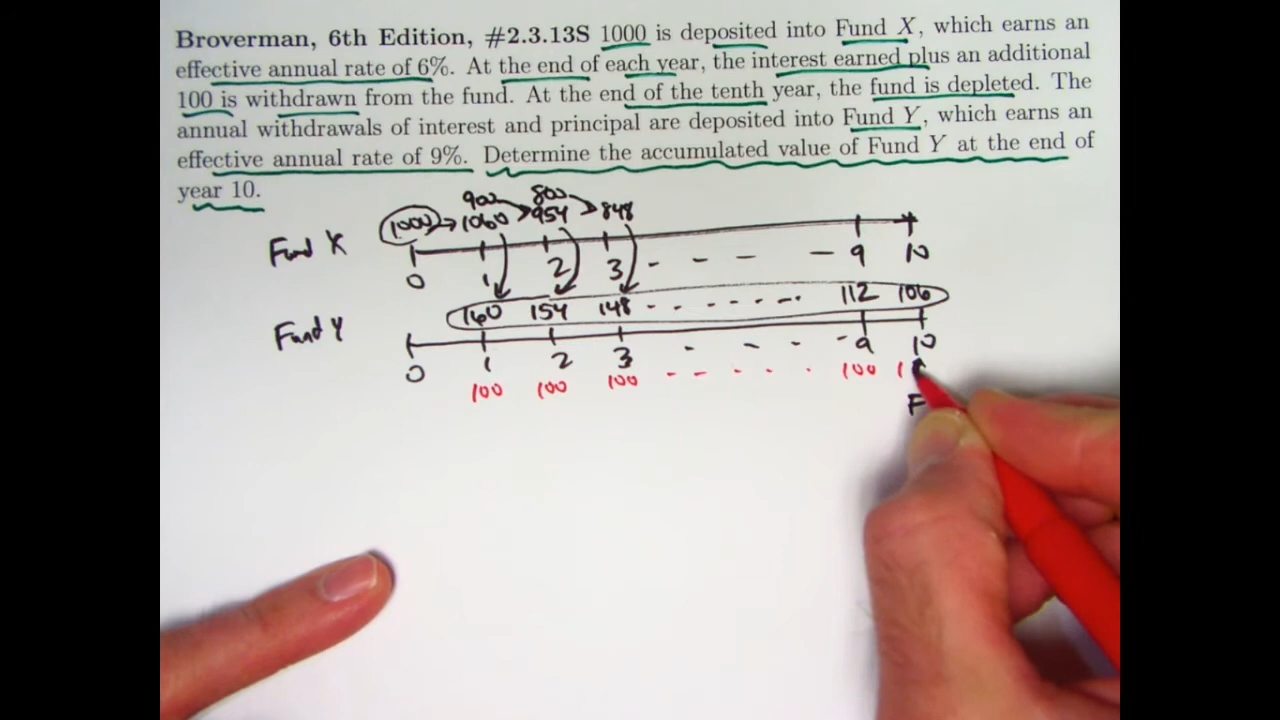 Broverman, 6th Edition, #2.3.13S 1000 is deposited into Fund X, which earns an
effective annual rate of 6%. At the end of each year, the interest earned plus an additional
100 is withdrawn from the fund. At the end of the tenth year, the fund is depleted. The
annual withdrawals of interest and principal are deposited into Fund Y, which earns an
effective annual rate of 9%. Determine the accumulated value of Fund Y at the end of
year 10.
900 800
1000 1060 954 848
Fund X
0 1 2 3 - - - - 9 10
160 154 148 - - - - - - . 112 106
Fund Y
0 1 2 3 - - - - 9 10
100 100 100 - - . . . 100 1
F